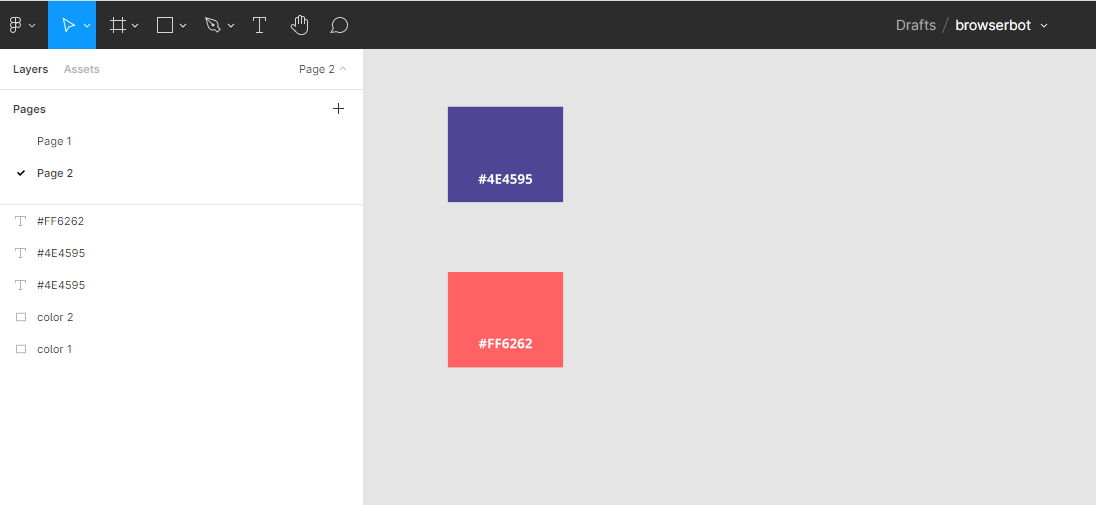 Drafts / browserbot
Layers Assets Page 2
Pages
Page 1
Page 2
#FF6262
#4E4595
#4E4595
color 2
color 1
#4E4595
#FF6262